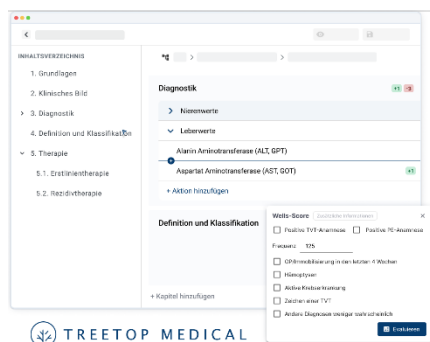 INHALTSVERZEICHNIS
1. Grundlagen
2. Klinisches Bild
3. Diagnostik
4. Definition und Klassifikation
5. Therapie
5.1. Erstlinientherapie
5.2. Rezidivtherapie
Diagnostik +1 -3
Nierenwerte
Leberwerte
Alanin Aminotransferase (ALT, GPT)
Aspartat Aminotransferase (AST, GOT) +1
+ Aktion hinzufügen
Definition und Klassifikation
+ Kapitel hinzufügen
Wells-Score Zusätzliche Informationen
Positive TVT-Anamnese Positive PE-Anamnese
Frequenz 125
OP/Immobilisierung in den letzten 4 Wochen
Hämoptysen
Aktive Krebserkrankung
Zeichen einer TVT
Andere Diagnosen weniger wahrscheinlich
Evaluieren
TREETOP MEDICAL